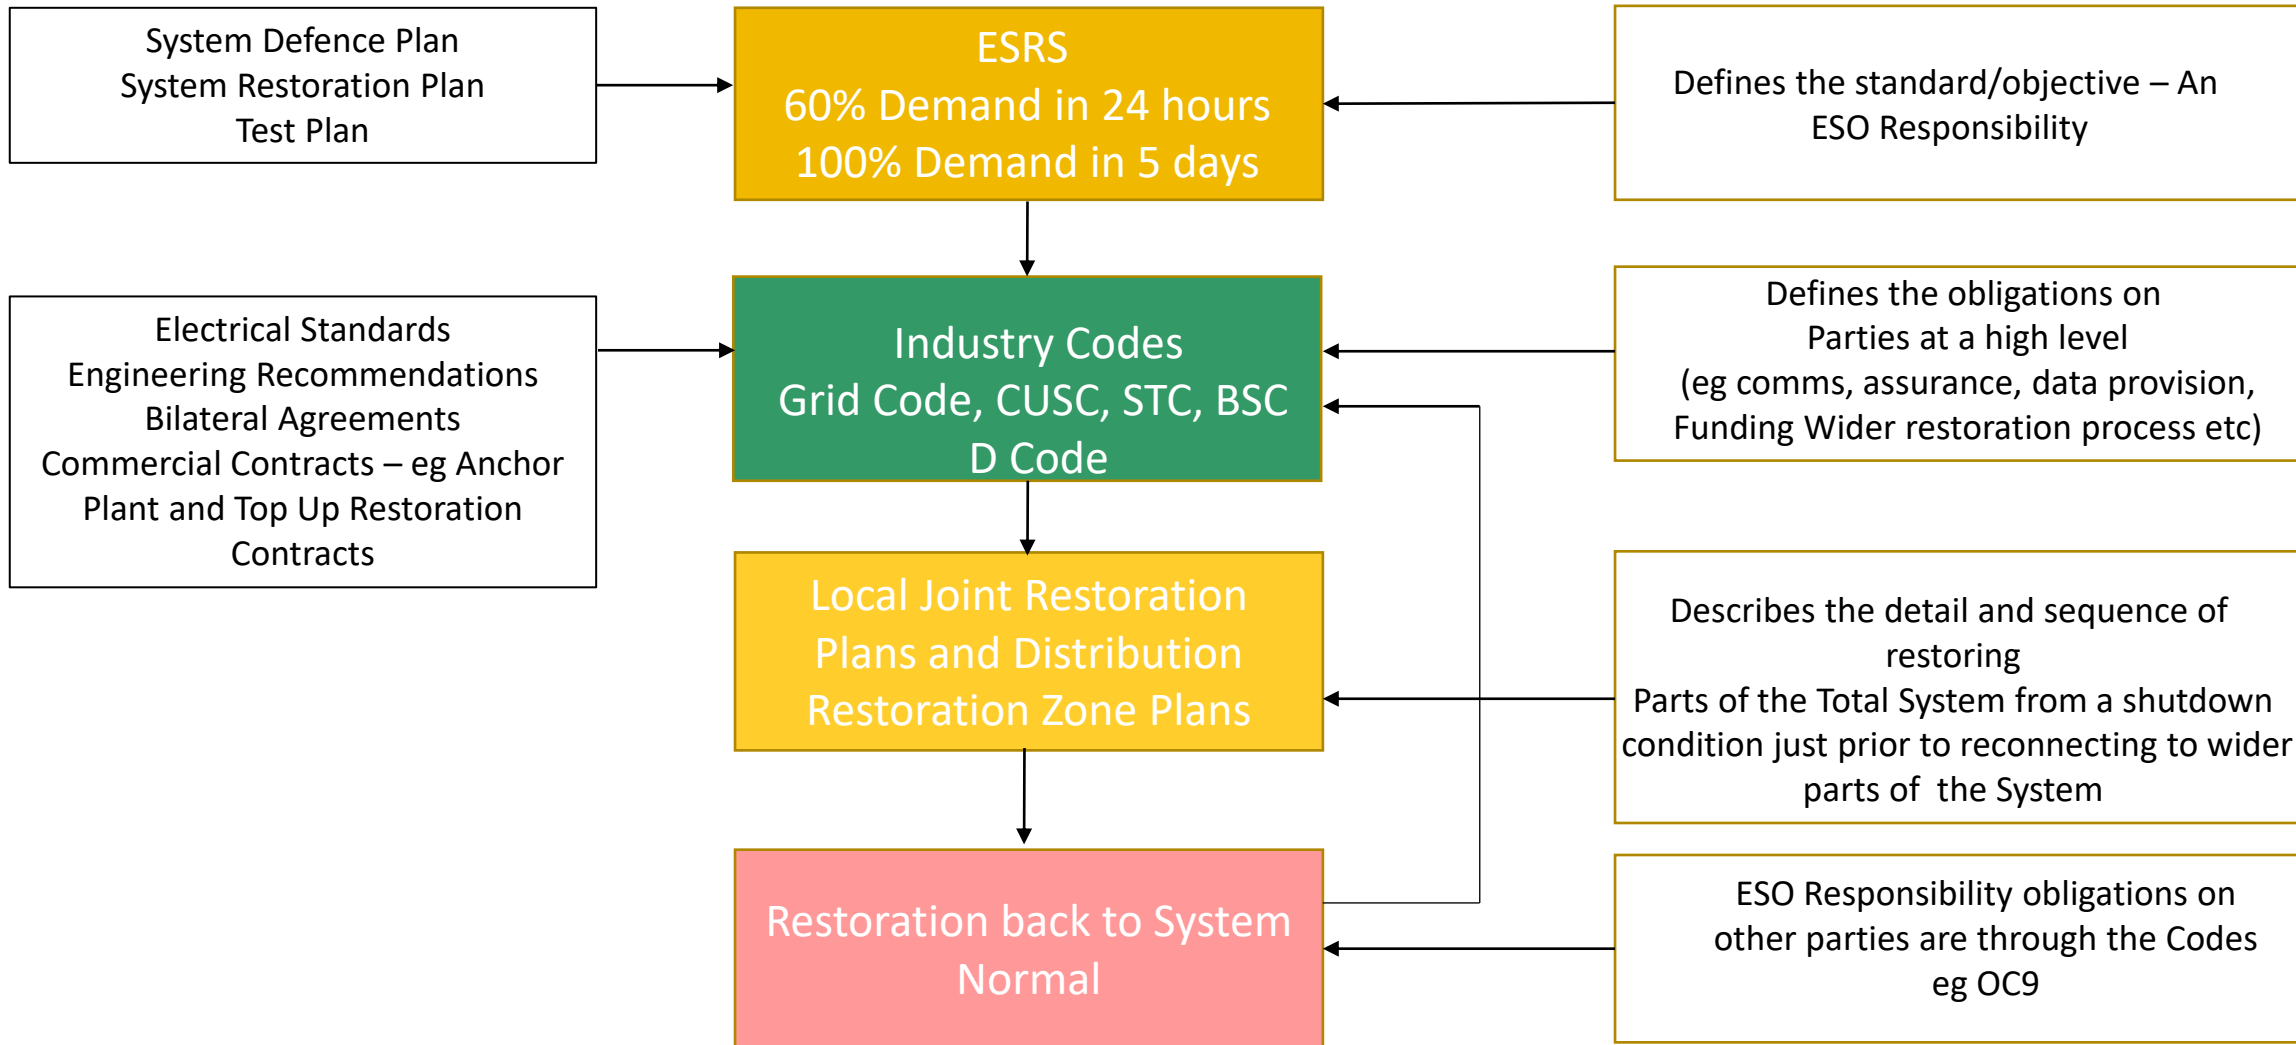 System Defence Plan
System Restoration Plan
Test Plan
ESRS
60% Demand in 24 hours
100% Demand in 5 days
Defines the standard/objective – An
ESO Responsibility
Electrical Standards
Engineering Recommendations
Bilateral Agreements
Commercial Contracts – eg Anchor
Plant and Top Up Restoration
Contracts
Industry Codes
Grid Code, CUSC, STC, BSC
D Code
Defines the obligations on
Parties at a high level
(eg comms, assurance, data provision,
Funding Wider restoration process etc)
Local Joint Restoration
Plans and Distribution
Restoration Zone Plans
Describes the detail and sequence of
restoring
Parts of the Total System from a shutdown
condition just prior to reconnecting to wider
parts of the System
Restoration back to System
Normal
ESO Responsibility obligations on
other parties are through the Codes
eg OC9